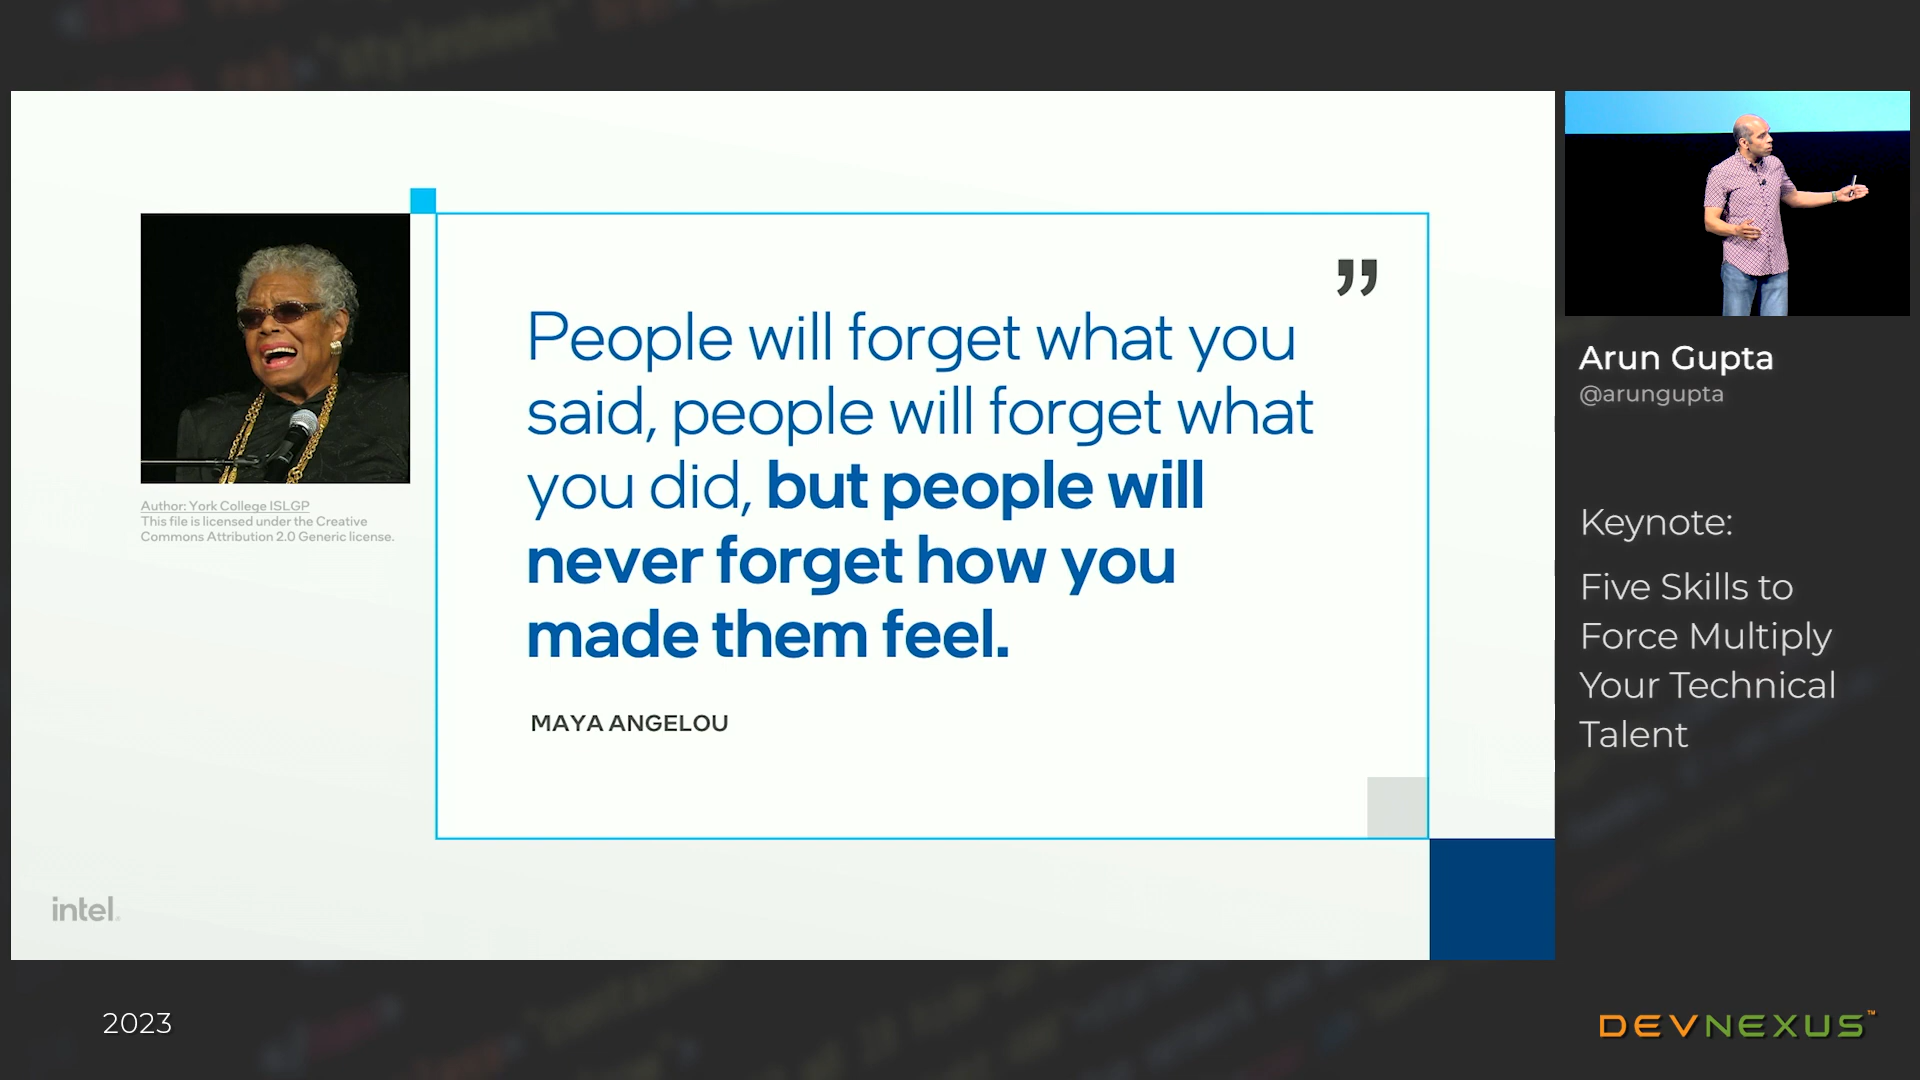 ”
People will forget what you
said, people will forget what
you did, but people will
never forget how you
made them feel.
MAYA ANGELOU
Author: York College ISLGP
This file is licensed under the Creative
Commons Attribution 2.0 Generic license.
intel.
Arun Gupta
@arungupta
Keynote:
Five Skills to
Force Multiply
Your Technical
Talent
2023
DEVNEXUS™